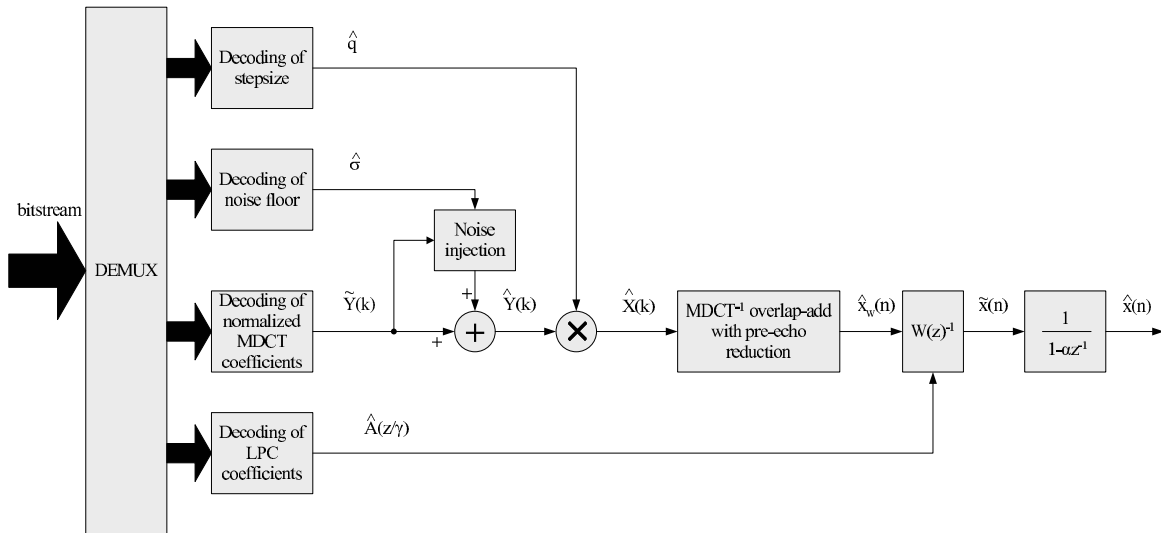 bitstream
DEMUX
Decoding of
stepsize
q̂
Decoding of
noise floor
σ̂
Noise
injection
Decoding of
normalized
MDCT
coefficients
Ỹ(k)
+
+
+
Ŷ(k)
×
X̂(k)
MDCT⁻¹ overlap-add
with pre-echo
reduction
x̂w(n)
W(z)⁻¹
x̃(n)
1
1-αz⁻¹
x̂(n)
Decoding of
LPC
coefficients
Â(z/γ)